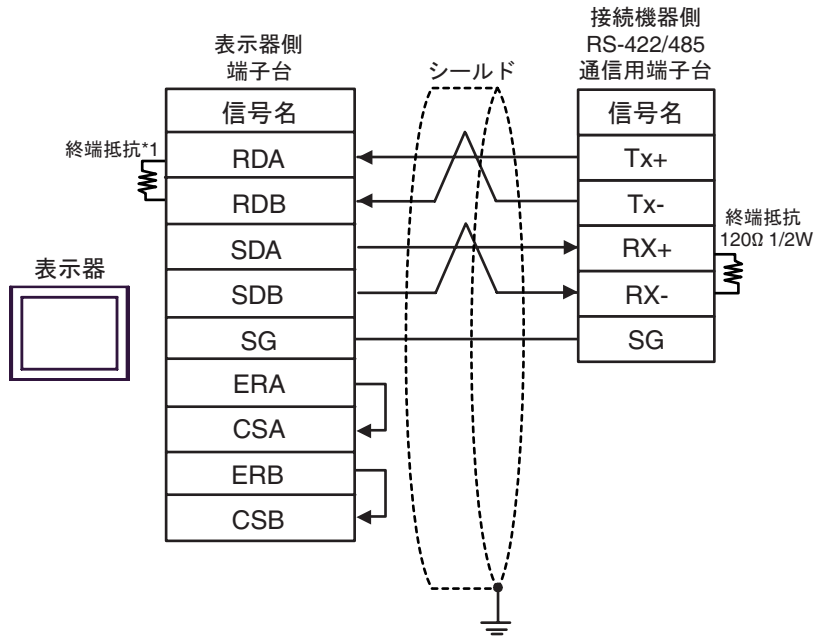 表示器側
端子台
信号名
RDA
RDB
SDA
SDB
SG
ERA
CSA
ERB
CSB
終端抵抗*1
表示器
シールド
接続機器側
RS-422/485
通信用端子台
信号名
Tx+
Tx-
RX+
RX-
SG
終端抵抗
120Ω 1/2W